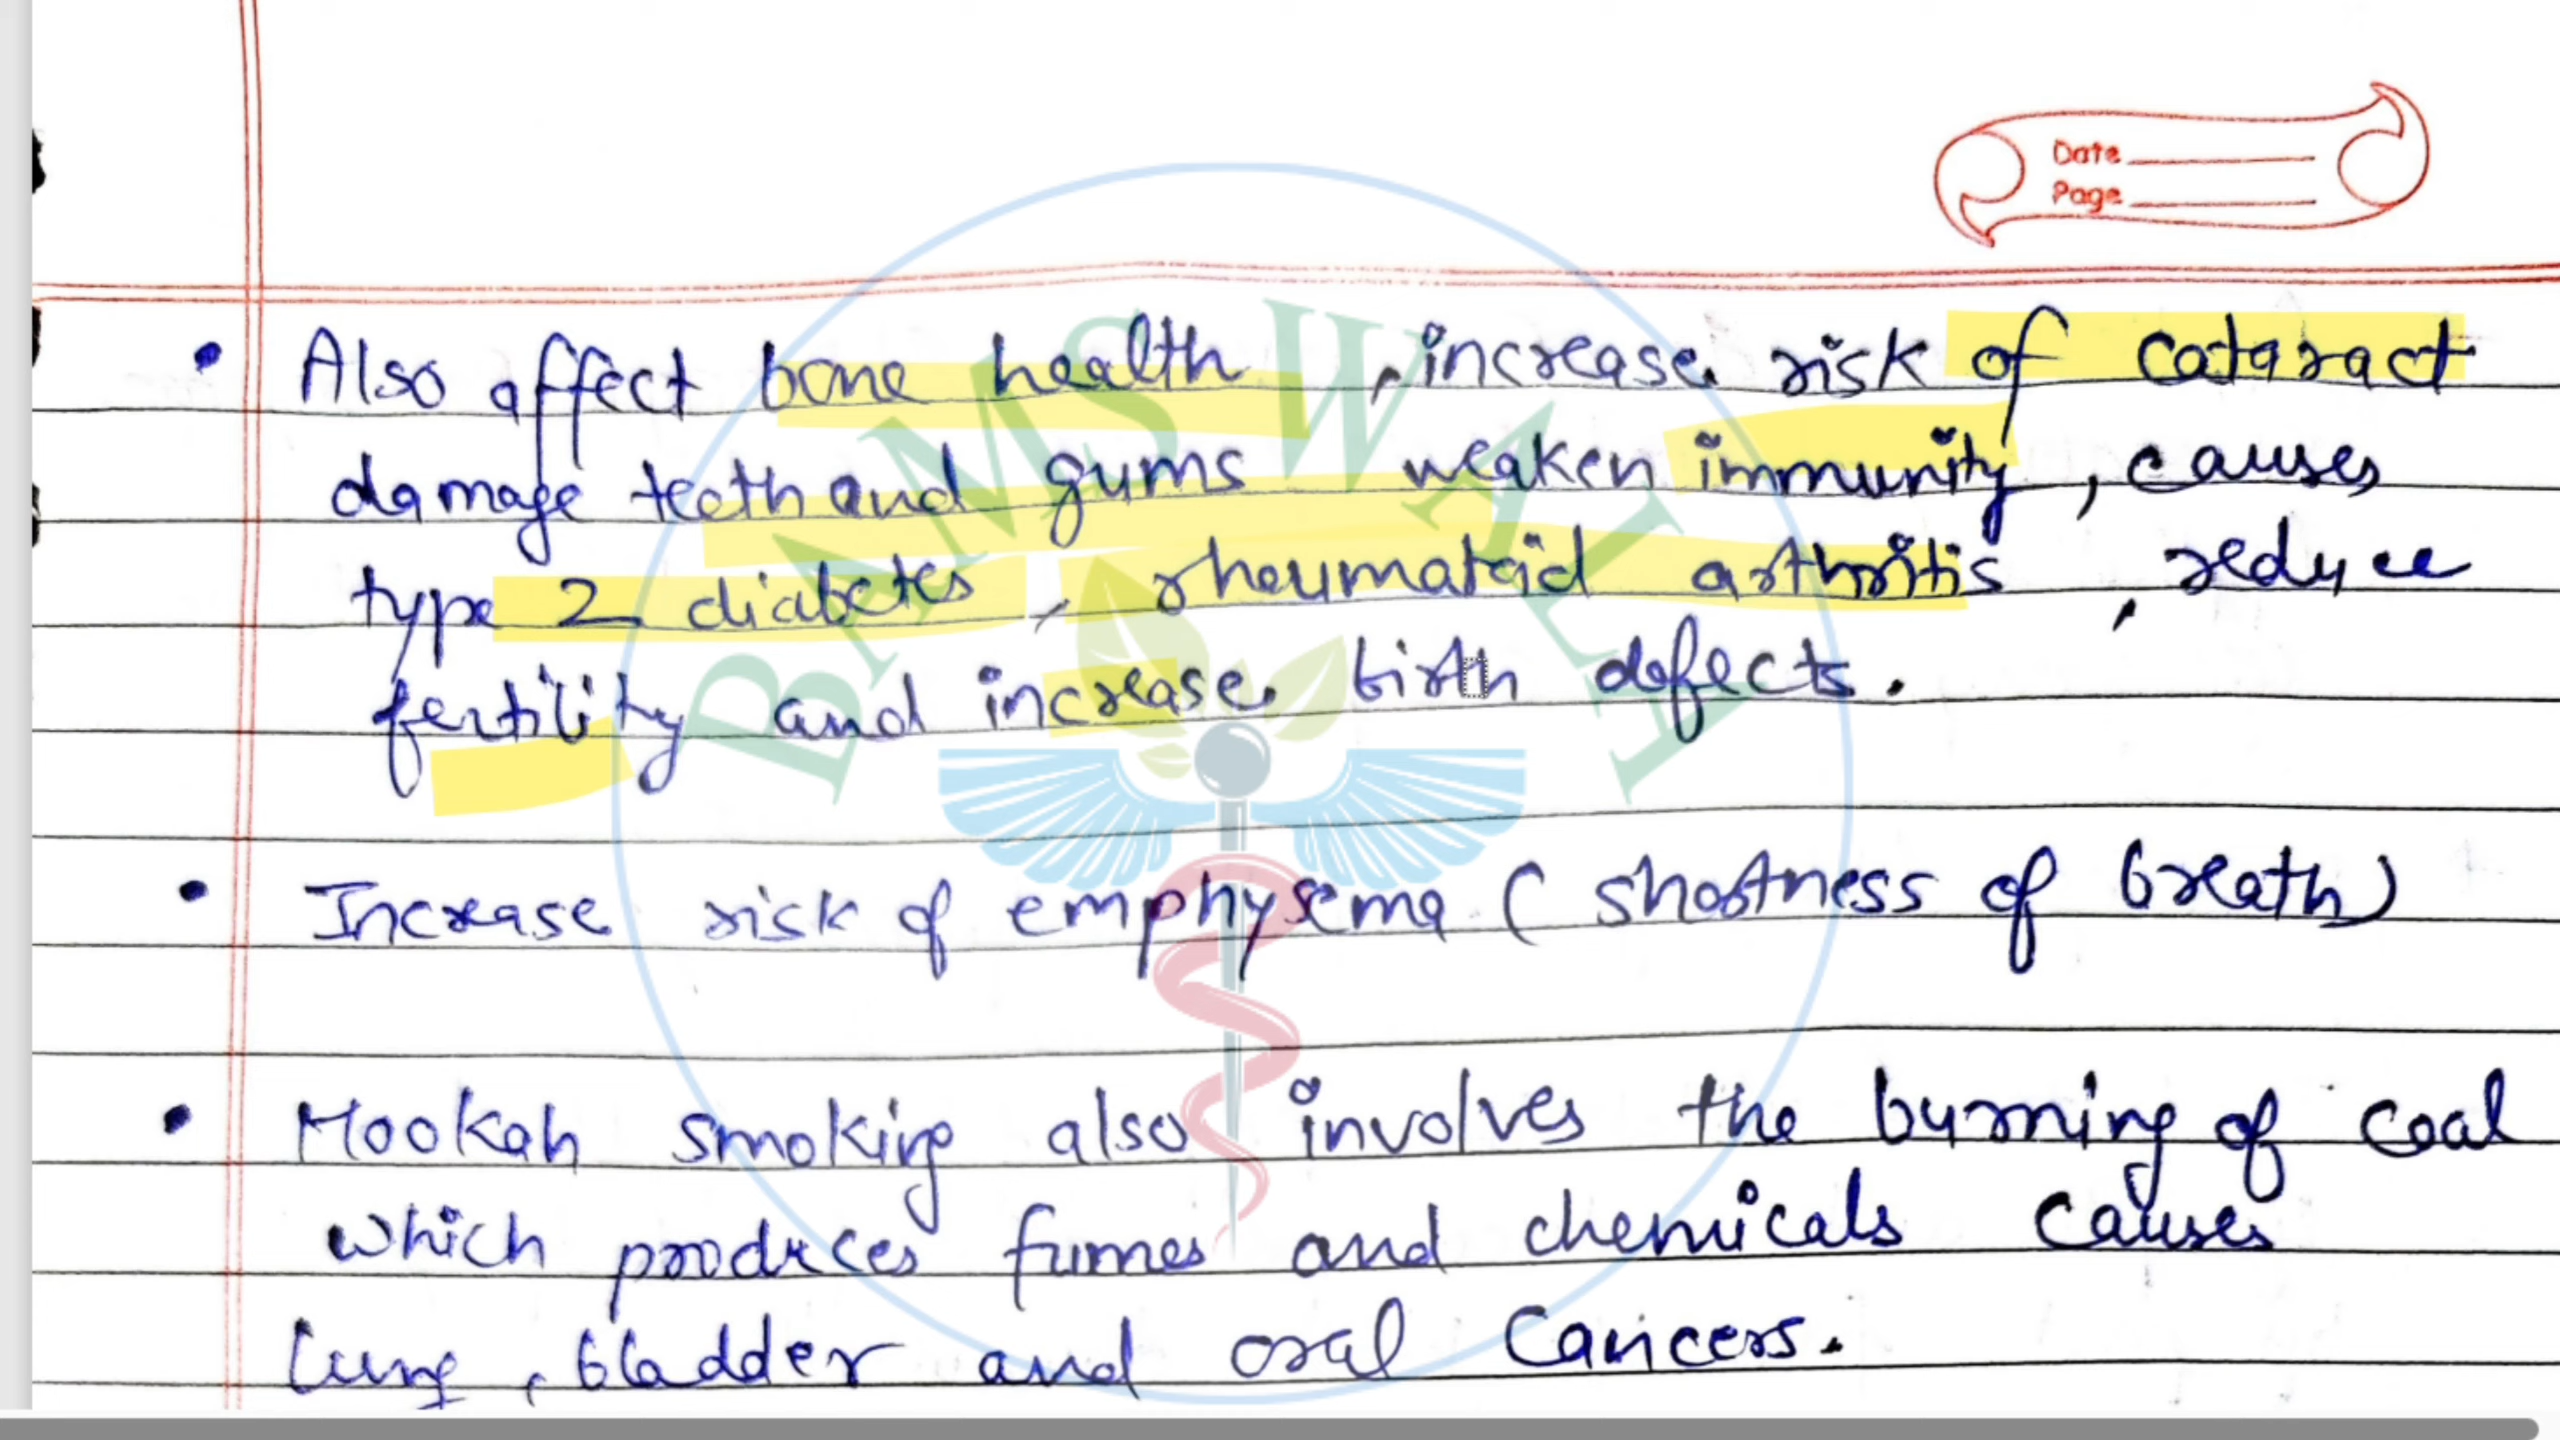 Date
Page
BAMSWALA
• Also affect bone health, increase risk of cataract
damage teeth and gums weaken immunity, causes
type 2 diabetes, rheumatoid arthritis, reduce
fertility and increase birth defects.
• Increase risk of emphysema (shortness of breath)
• Hookah smoking also involves the burning of coal
which produces fumes and chemicals causes
lung, bladder and oral cancers.